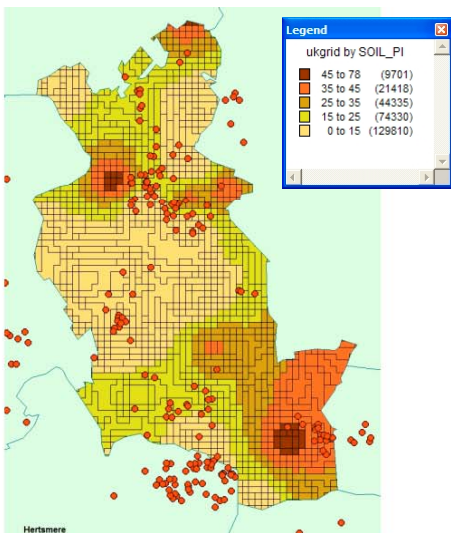 Legend
ukgrid by SOIL_PI
45 to 78 (9701)
35 to 45 (21418)
25 to 35 (44335)
15 to 25 (74330)
0 to 15 (129810)
Hertsmere